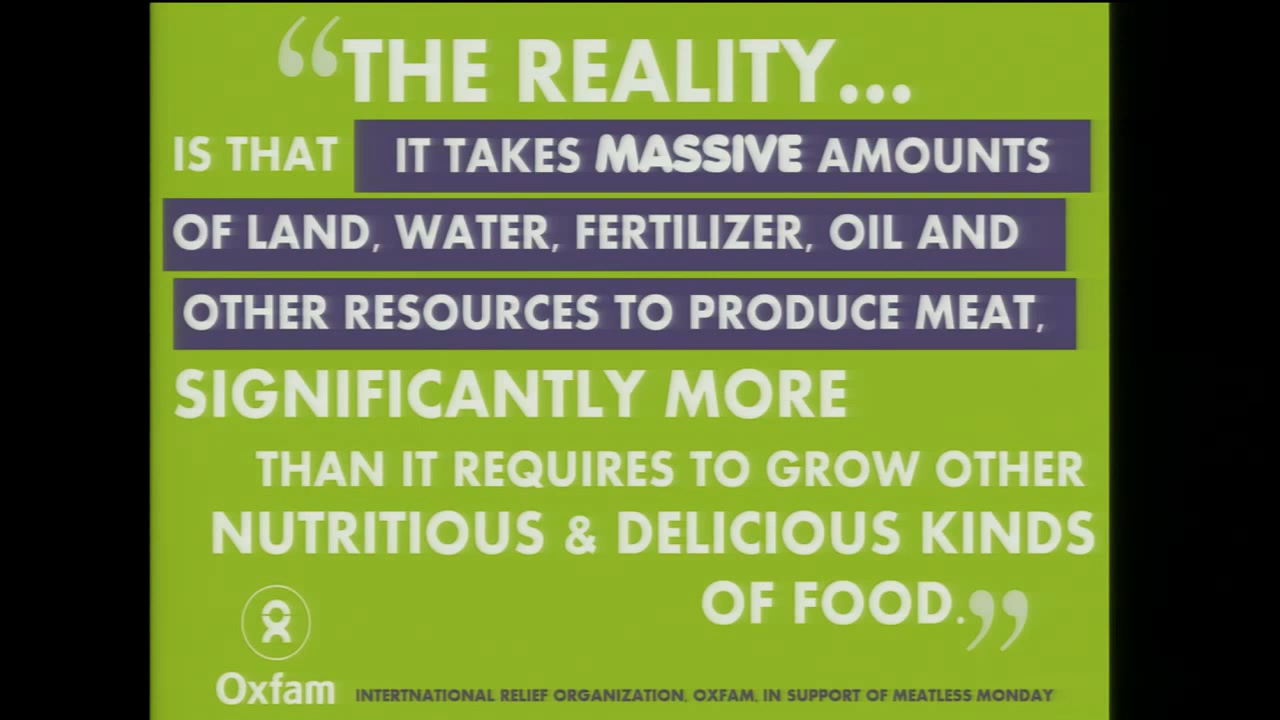 “THE REALITY...
IS THAT IT TAKES MASSIVE AMOUNTS
OF LAND, WATER, FERTILIZER, OIL AND
OTHER RESOURCES TO PRODUCE MEAT,
SIGNIFICANTLY MORE
THAN IT REQUIRES TO GROW OTHER
NUTRITIOUS & DELICIOUS KINDS
OF FOOD.”
Oxfam
INTERTNATIONAL RELIEF ORGANIZATION, OXFAM, IN SUPPORT OF MEATLESS MONDAY